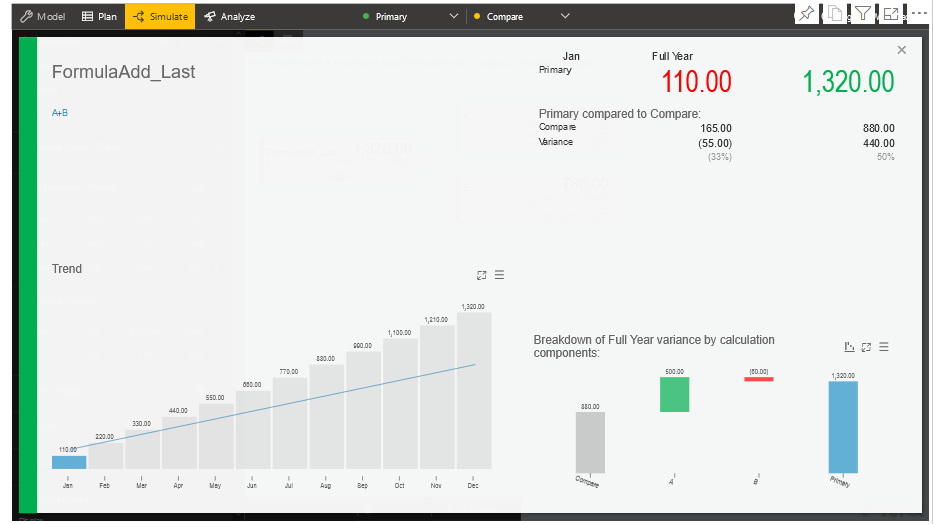 Model Plan Simulate Analyze Primary Compare
FormulaAdd_Last
A+B
Jan Full Year
Primary 110.00 1,320.00
Primary compared to Compare:
Compare 165.00 880.00
Variance (55.00) 440.00
(33%) 50%
Trend
1,320.00
1,210.00
1,100.00
990.00
880.00
770.00
660.00
550.00
440.00
330.00
220.00
110.00
Jan Feb Mar Apr May Jun Jul Aug Sep Oct Nov Dec
Breakdown of Full Year variance by calculation
components:
880.00 500.00 (60.00) 1,320.00
Compare A B Primary